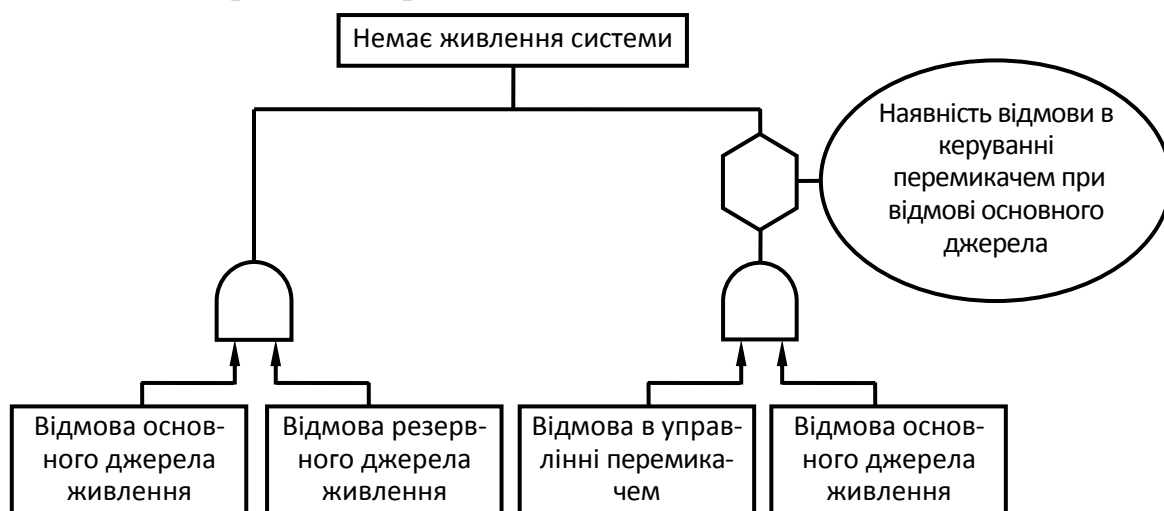 Немає живлення системи
Наявність відмови в
керуванні
перемикачем при
відмові основного
джерела
Відмова основ-
ного джерела
живлення
Відмова резерв-
ного джерела
живлення
Відмова в управ-
лінні перемика-
чем
Відмова основ-
ного джерела
живлення